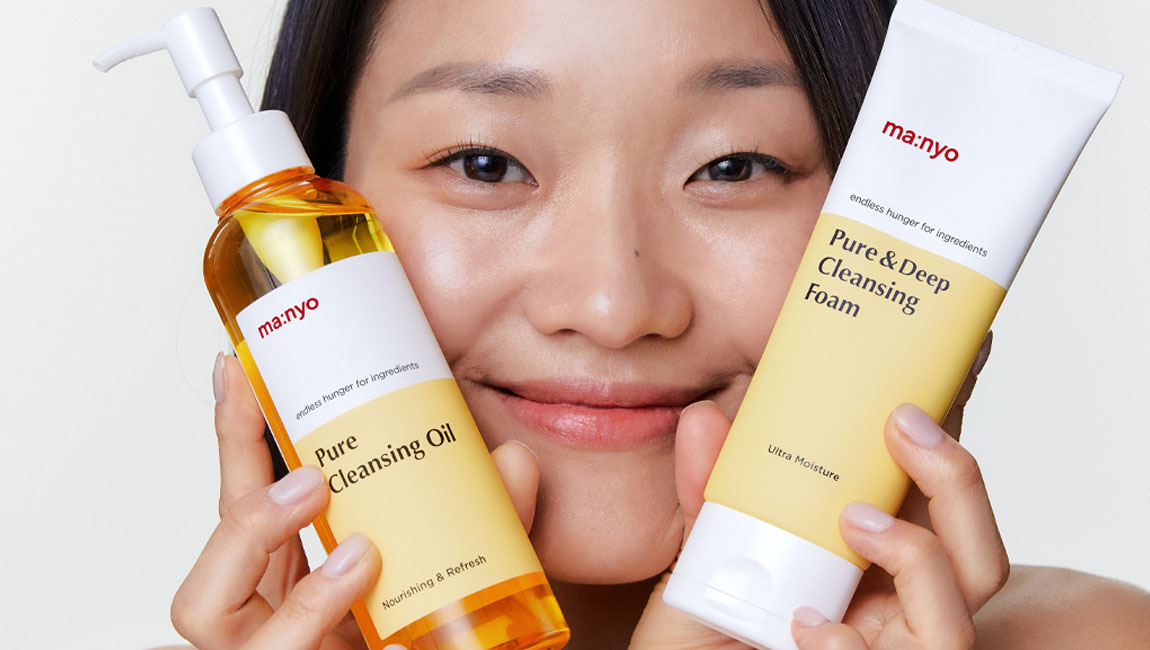 ma:nyo
endless hunger for ingredients
Pure
Cleansing Oil
Nourishing & Refresh
ma:nyo
endless hunger for ingredients
Pure & Deep
Cleansing
Foam
Ultra Moisture